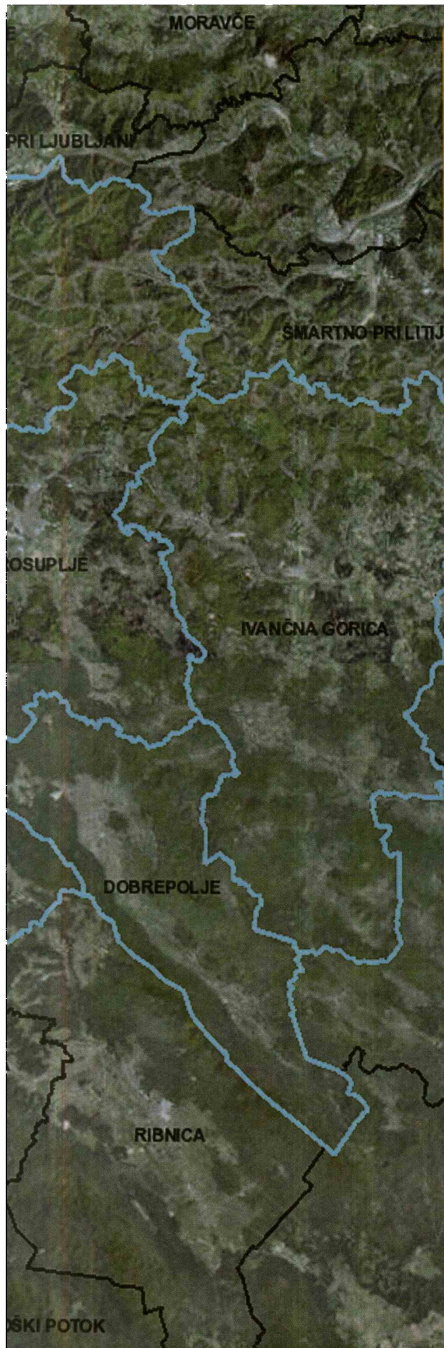 MORAVČE
PRI LJUBLJANI
ŠMARTNO PRI LITIJ
ROSUPLJE
IVANČNA GORICA
DOBREPOLJE
RIBNICA
OŠKI POTOK